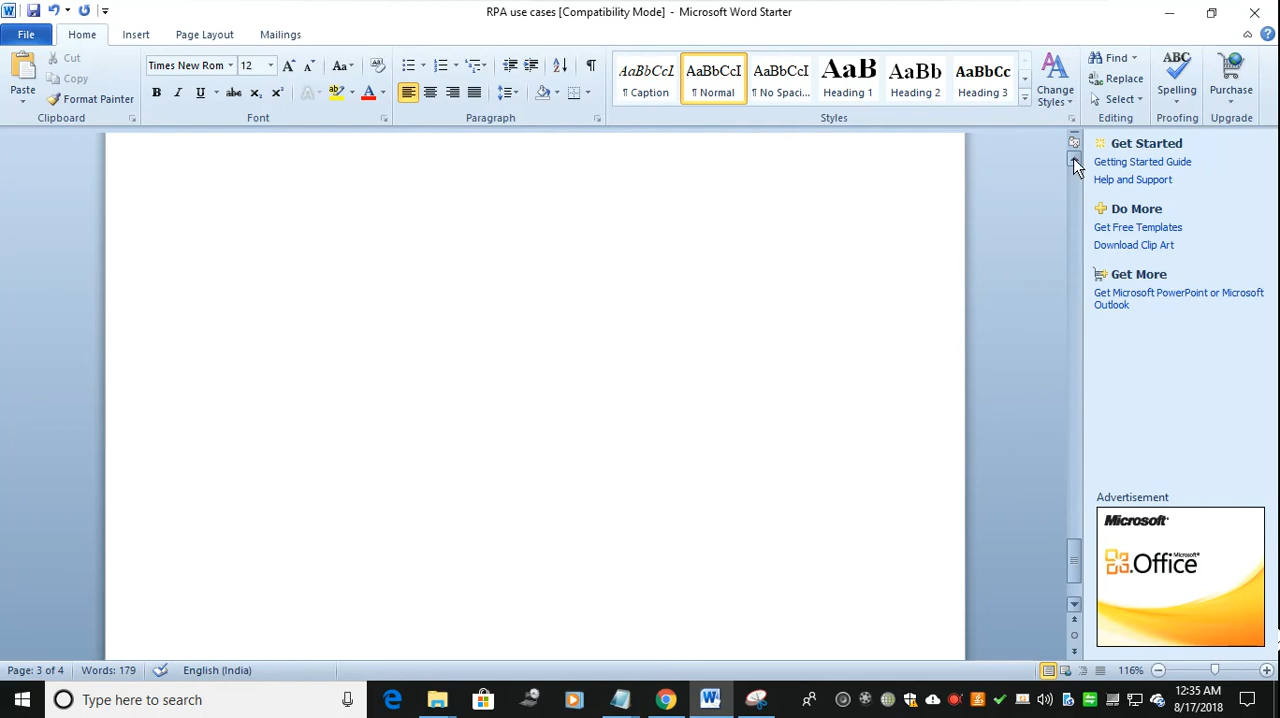 RPA use cases [Compatibility Mode] - Microsoft Word Starter
File Home Insert Page Layout Mailings
Paste Cut Copy Format Painter
Clipboard
Times New Rom 12
Font
Paragraph
AaBbCcI AaBbCcI AaBbCcI AaB AaBb AaBbCc
¶ Caption ¶ Normal ¶ No Spaci... Heading 1 Heading 2 Heading 3
Change Styles
Styles
Find
Replace
Select
Editing
ABC
Spelling
Proofing
Purchase
Upgrade
Get Started
Getting Started Guide
Help and Support
Do More
Get Free Templates
Download Clip Art
Get More
Get Microsoft PowerPoint or Microsoft
Outlook
Advertisement
Microsoft
Microsoft
Office
Page: 3 of 4 Words: 179 English (India) 116%
Type here to search
12:35 AM
8/17/2018